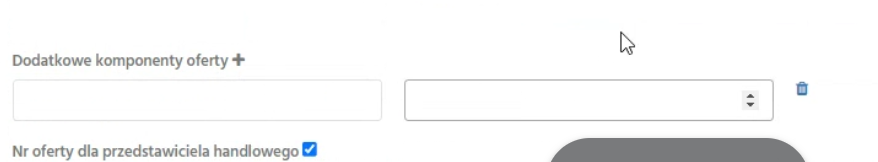 Dodatkowe komponenty oferty
Nr oferty dla przedstawiciela handlowego